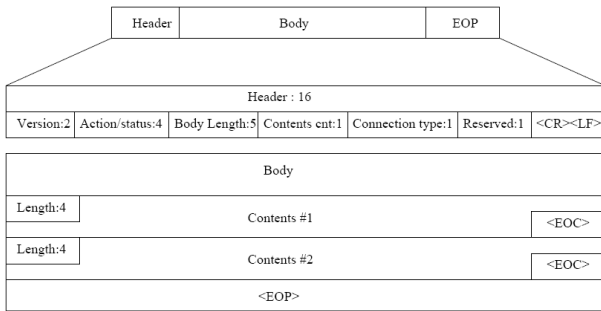 Header Body EOP
Header : 16
Version:2 Action/status:4 Body Length:5 Contents cnt:1 Connection type:1 Reserved:1 <CR><LF>
Body
Length:4
Contents #1
<EOC>
Length:4
Contents #2
<EOC>
<EOP>